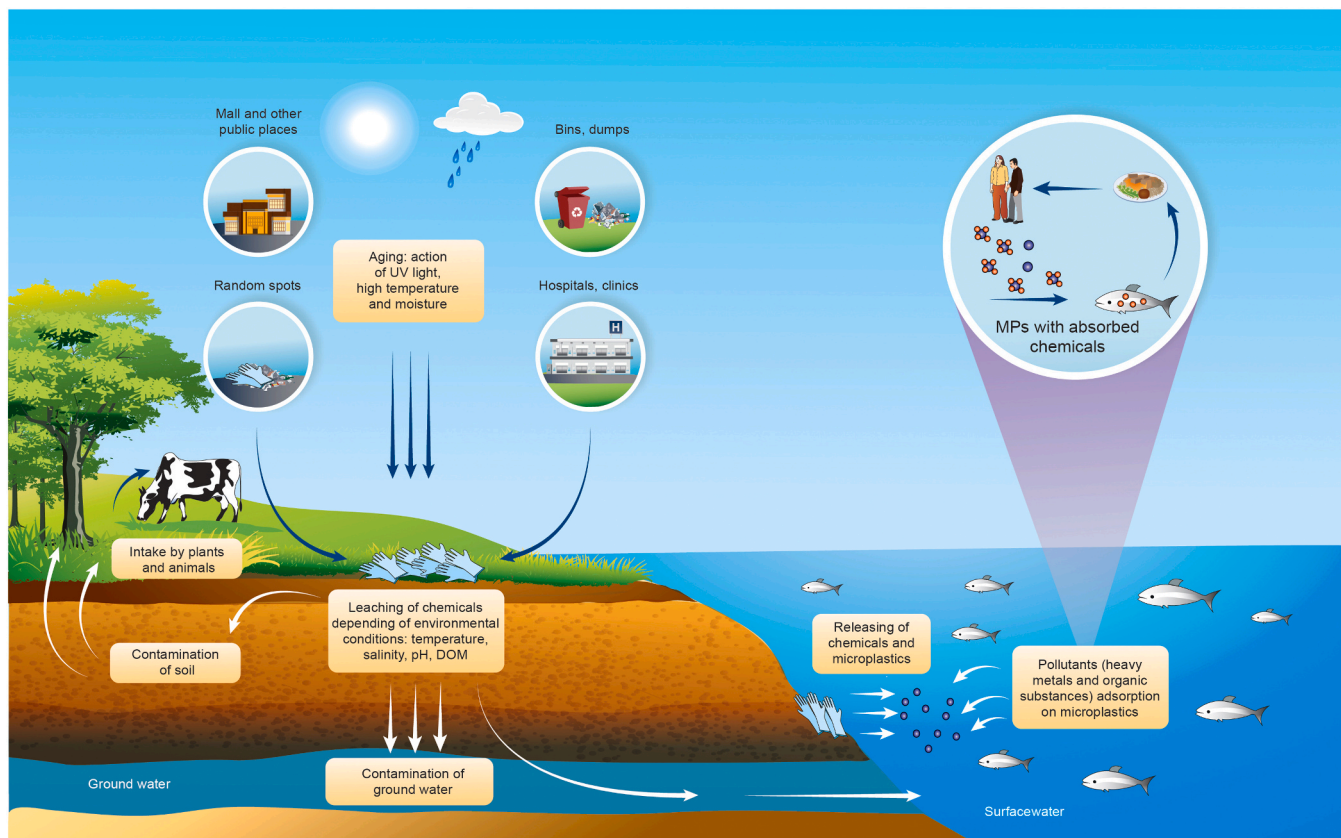 Mall and other
public places
Bins, dumps
Aging: action
of UV light,
high temperature
and moisture
Random spots
Hospitals, clinics
H
MPs with absorbed
chemicals
Intake by plants
and animals
Leaching of chemicals
depending of environmental
conditions: temperature,
salinity, pH, DOM
Contamination
of soil
Releasing of
chemicals and
microplastics
Pollutants (heavy
metals and organic
substances) adsorption
on microplastics
Ground water
Contamination of
ground water
Surfacewater